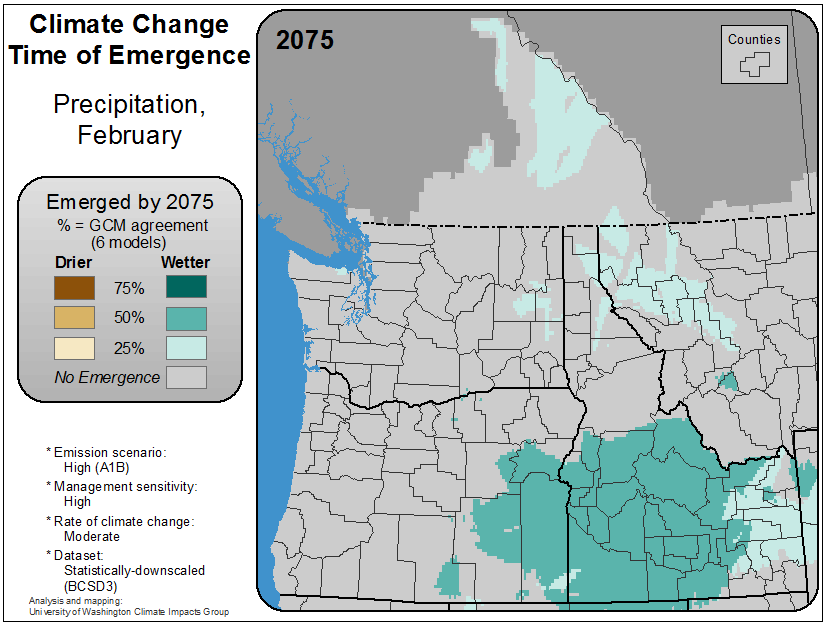 Climate Change
Time of Emergence
Precipitation,
February
Emerged by 2075
% = GCM agreement
(6 models)
Drier Wetter
75%
50%
25%
No Emergence
* Emission scenario:
High (A1B)
* Management sensitivity:
High
* Rate of climate change:
Moderate
* Dataset:
Statistically-downscaled
(BCSD3)
Analysis and mapping:
University of Washington Climate Impacts Group
2075
Counties